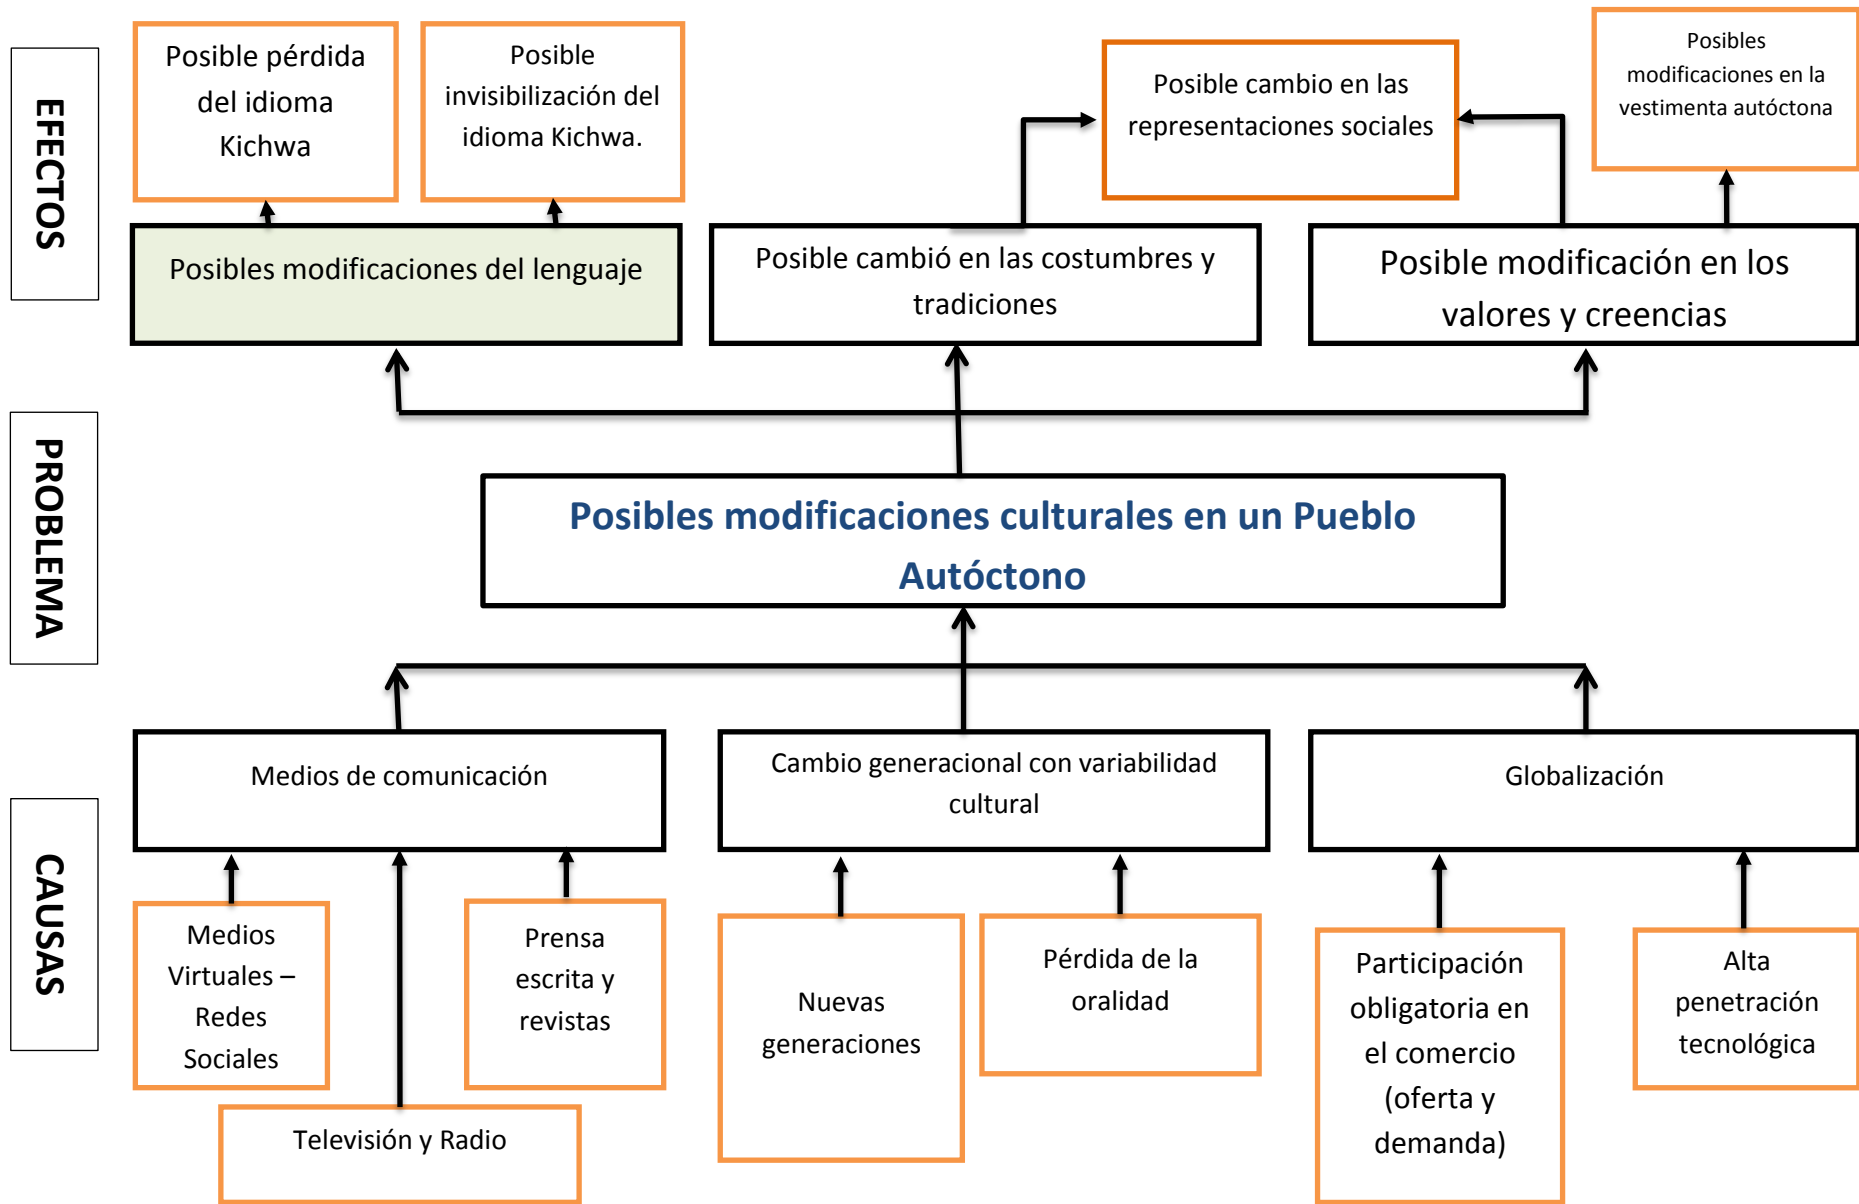 EFECTOS
Posible pérdida
del idioma
Kichwa
Posible
invisibilización del
idioma Kichwa.
Posible cambio en las
representaciones sociales
Posibles
modificaciones en la
vestimenta autóctona
Posibles modificaciones del lenguaje
Posible cambió en las costumbres y
tradiciones
Posible modificación en los
valores y creencias
PROBLEMA
Posibles modificaciones culturales en un Pueblo
Autóctono
CAUSAS
Medios de comunicación
Cambio generacional con variabilidad
cultural
Globalización
Medios
Virtuales –
Redes
Sociales
Prensa
escrita y
revistas
Televisión y Radio
Nuevas
generaciones
Pérdida de la
oralidad
Participación
obligatoria en
el comercio
(oferta y
demanda)
Alta
penetración
tecnológica